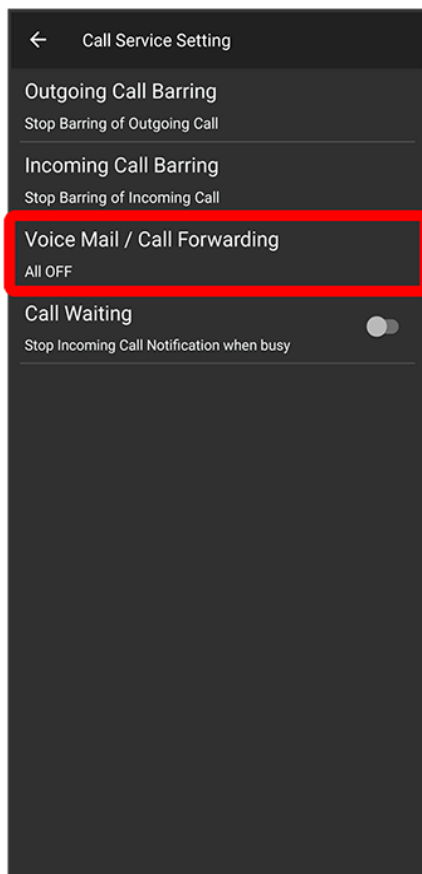 Call Service Setting
Outgoing Call Barring
Stop Barring of Outgoing Call
Incoming Call Barring
Stop Barring of Incoming Call
Voice Mail / Call Forwarding
All OFF
Call Waiting
Stop Incoming Call Notification when busy